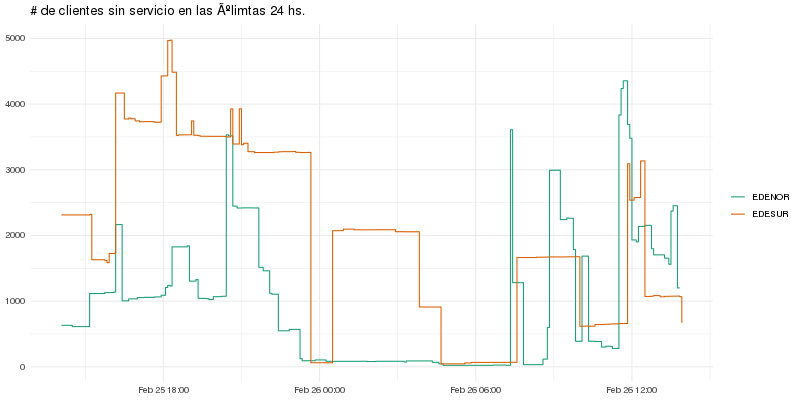 # de clientes sin servicio en las Ãºlimtas 24 hs.
5000
4000
3000
2000
1000
0
Feb 25 18:00
Feb 26 00:00
Feb 26 06:00
Feb 26 12:00
EDENOR
EDESUR